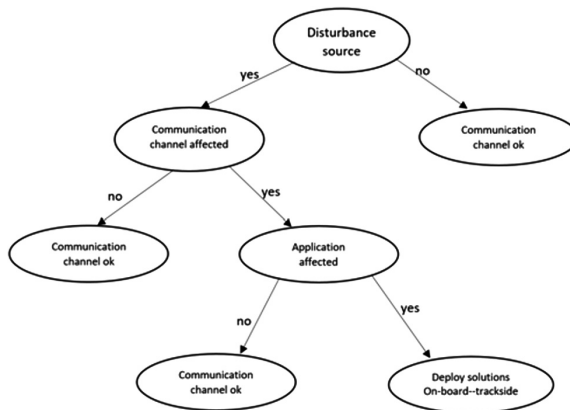 Disturbance
source
yes
no
Communication
channel affected
Communication
channel ok
no
yes
Communication
channel ok
Application
affected
no
yes
Communication
channel ok
Deploy solutions
On-board--trackside